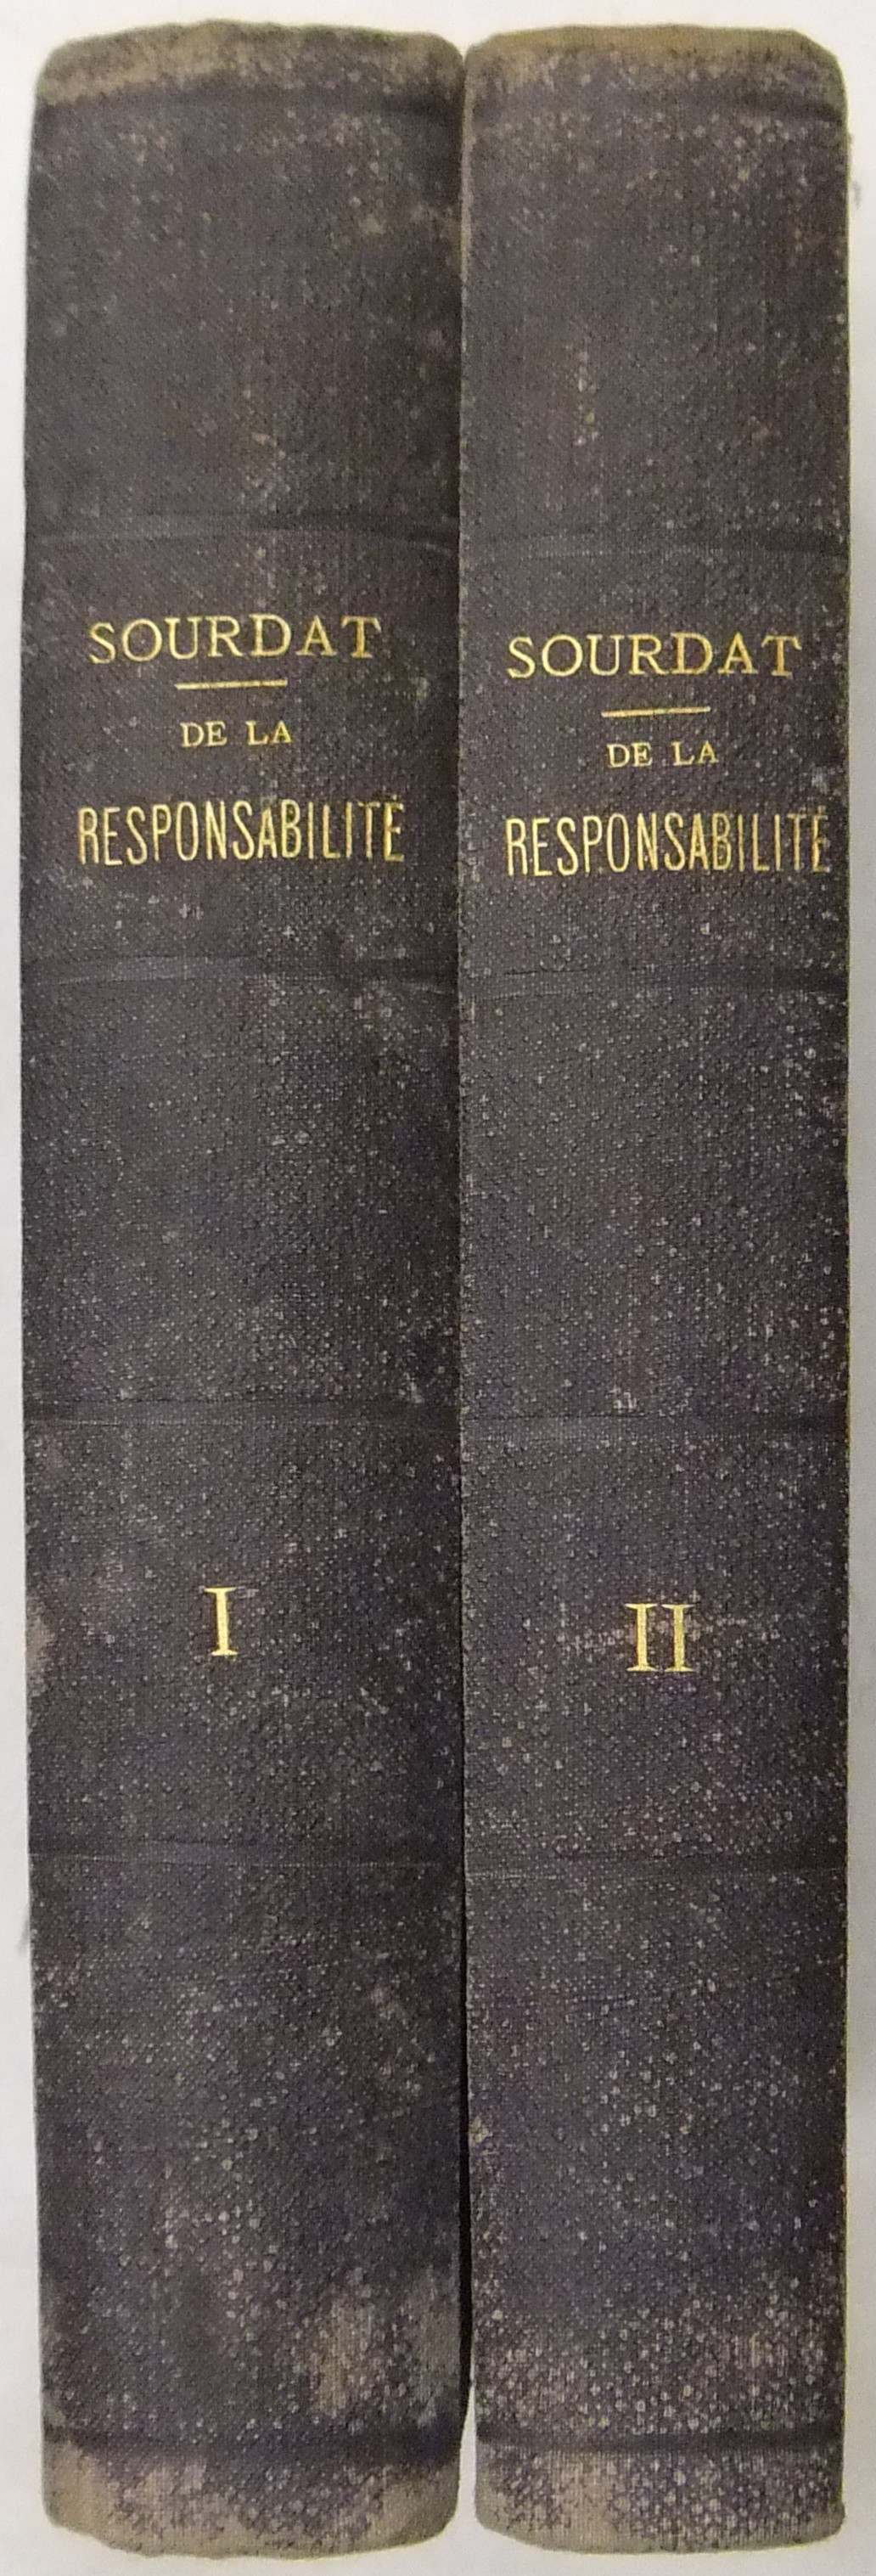 SOURDAT
DE LA
RESPONSABILITÉ
I
SOURDAT
DE LA
RESPONSABILITÉ
II